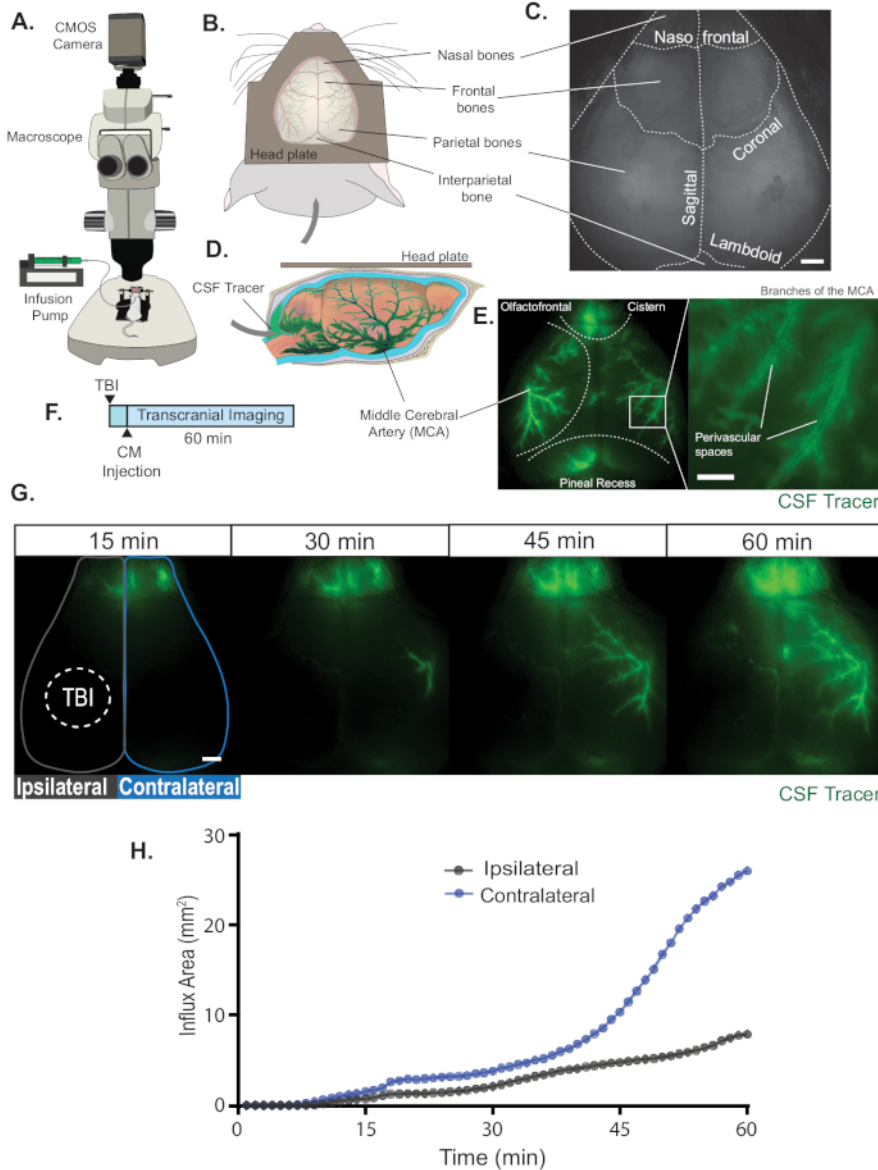 A.
CMOS
Camera
Macroscope
Infusion
Pump
B.
Nasal bones
Frontal
bones
Parietal bones
Interparietal
bone
Head plate
C.
Naso frontal
Coronal
Sagittal
Lambdoid
D.
Head plate
CSF Tracer
Middle Cerebral
Artery (MCA)
Branches of the MCA
E.
Olfactofrontal
Cistern
Perivascular
spaces
Pineal Recess
CSF Tracer
F.
TBI
Transcranial Imaging
60 min
CM
Injection
G.
15 min
30 min
45 min
60 min
TBI
Ipsilateral
Contralateral
CSF Tracer
H.
Ipsilateral
Contralateral
Influx Area (mm²)
30
20
10
0
0
15
30
45
60
Time (min)